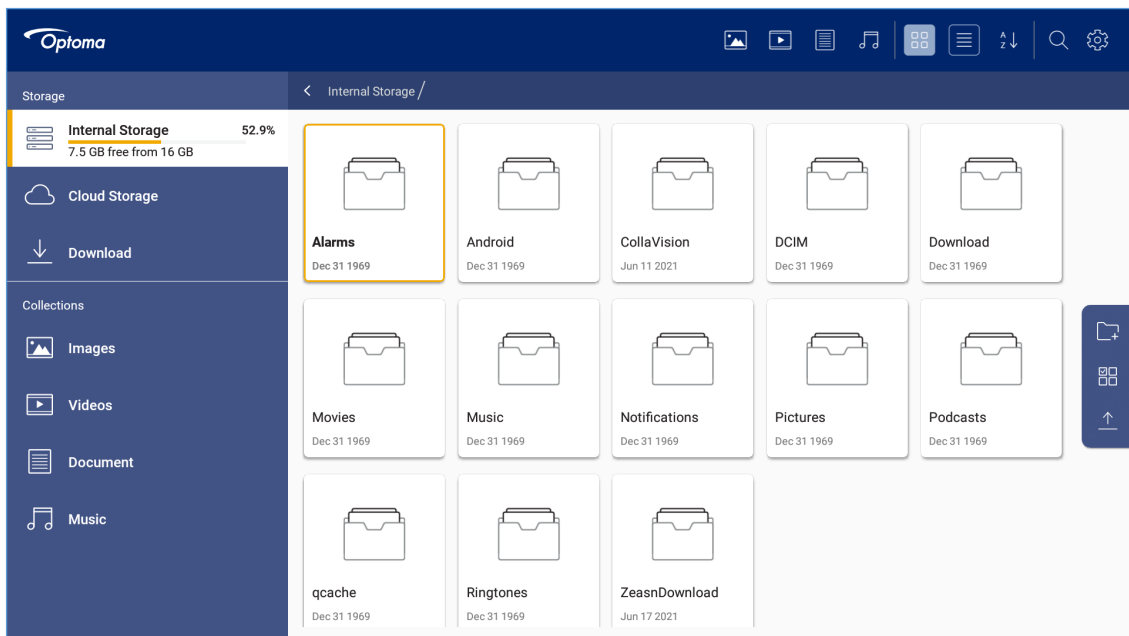 Optoma
A
Z
Storage
Internal Storage 52.9%
7.5 GB free from 16 GB
Cloud Storage
Download
Collections
Images
Videos
Document
Music
Internal Storage /
Alarms
Dec 31 1969
Android
Dec 31 1969
CollaVision
Jun 11 2021
DCIM
Dec 31 1969
Download
Dec 31 1969
Movies
Dec 31 1969
Music
Dec 31 1969
Notifications
Dec 31 1969
Pictures
Dec 31 1969
Podcasts
Dec 31 1969
qcache
Dec 31 1969
Ringtones
Dec 31 1969
ZeasnDownload
Jun 17 2021